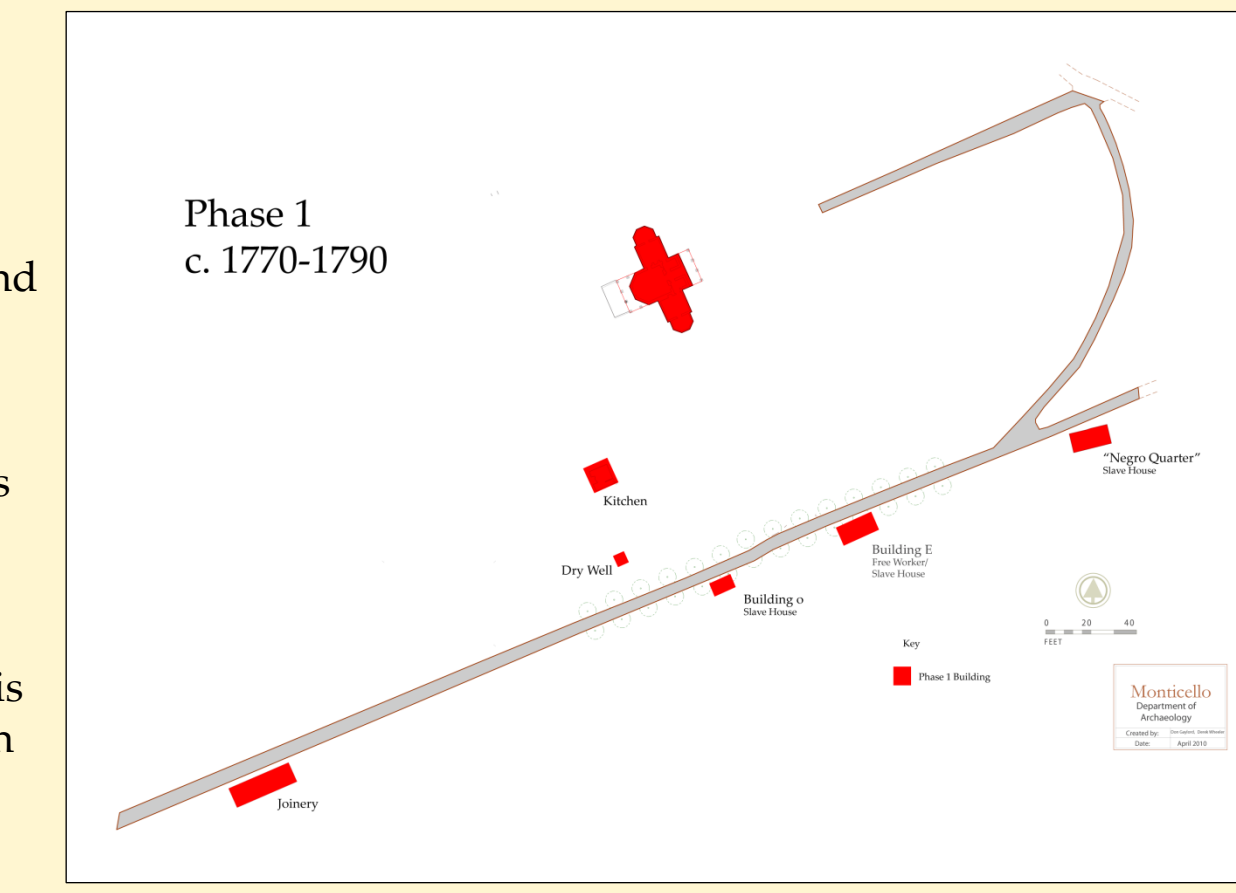 nd
s
is
n
Phase 1
c. 1770-1790
Kitchen
Dry Well
Building o
Slave House
Building E
Free Worker/
Slave House
"Negro Quarter"
Slave House
Joinery
0 20 40
FEET
Key
Phase 1 Building
Monticello
Department of
Archaeology
Created by:
Date: April 2010